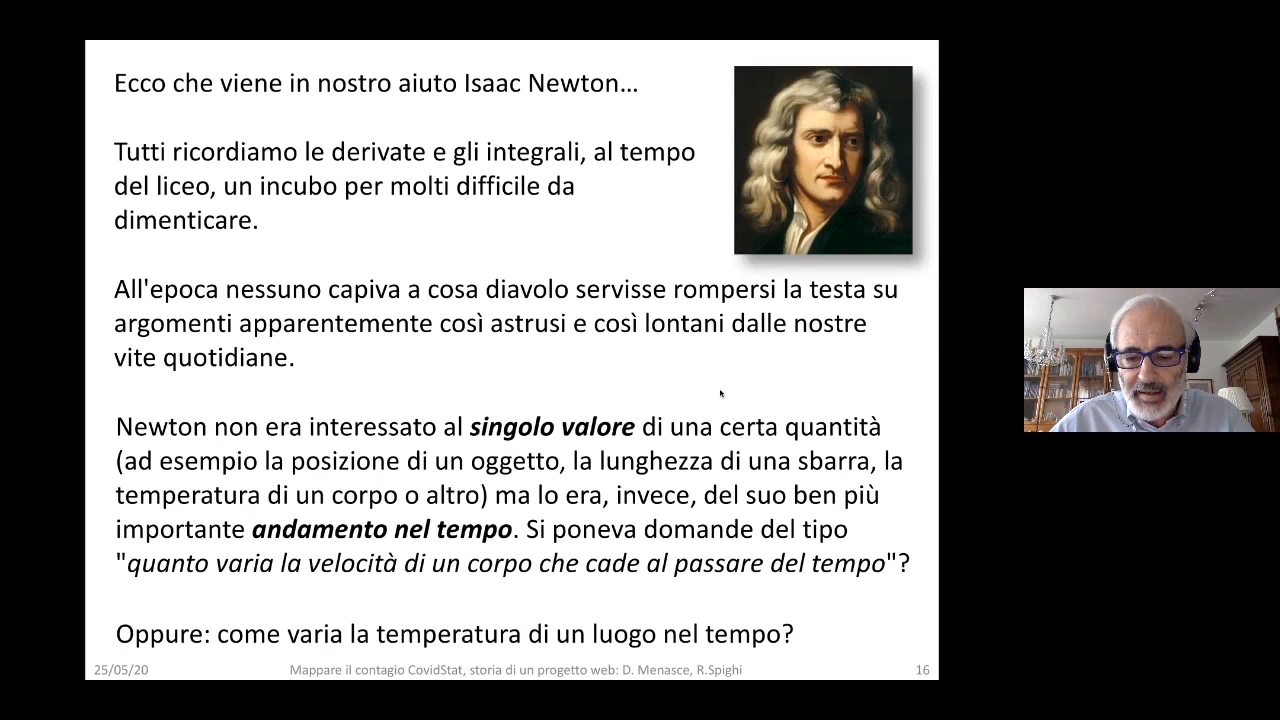 Ecco che viene in nostro aiuto Isaac Newton…
Tutti ricordiamo le derivate e gli integrali, al tempo
del liceo, un incubo per molti difficile da
dimenticare.
All'epoca nessuno capiva a cosa diavolo servisse rompersi la testa su
argomenti apparentemente così astrusi e così lontani dalle nostre
vite quotidiane.
Newton non era interessato al singolo valore di una certa quantità
(ad esempio la posizione di un oggetto, la lunghezza di una sbarra, la
temperatura di un corpo o altro) ma lo era, invece, del suo ben più
importante andamento nel tempo. Si poneva domande del tipo
"quanto varia la velocità di un corpo che cade al passare del tempo"?
Oppure: come varia la temperatura di un luogo nel tempo?
25/05/20 Mappare il contagio CovidStat, storia di un progetto web: D. Menasce, R.Spighi 16